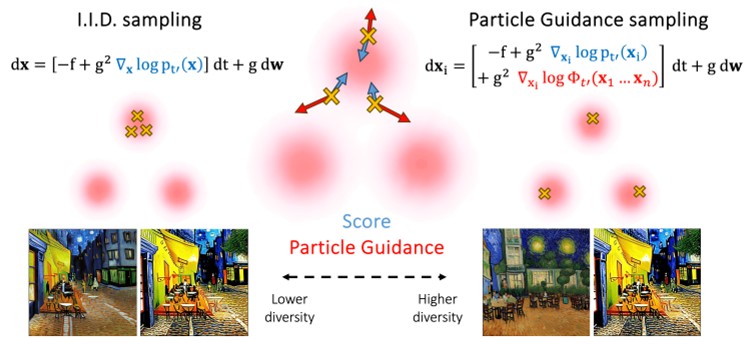 I.I.D. sampling
dx = [−f + g² ∇ₓ log pₜ′(x)] dt + g dw
Particle Guidance sampling
dxᵢ = [ −f + g² ∇ₓᵢ log pₜ′(xᵢ)
+ g² ∇ₓᵢ log Φₜ′(x₁ ... xₙ) ] dt + g dw
Score
Particle Guidance
Lower diversity
Higher diversity